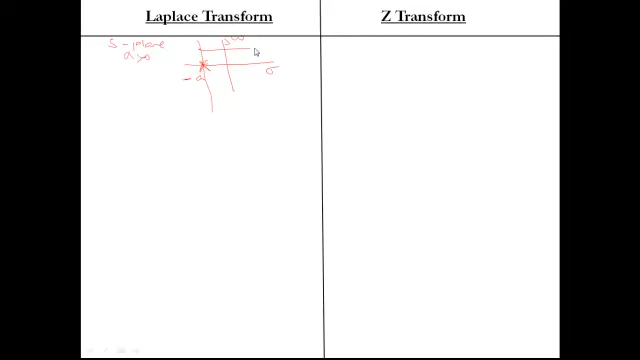 Laplace Transform
Z Transform
S-plane
a>0
jω
σ
-a